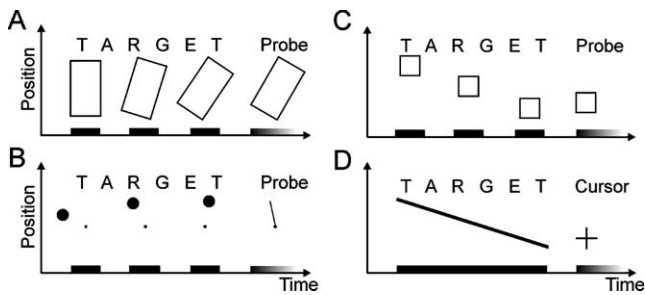 A
T A R G E T Probe
Position
B
T A R G E T Probe
Position
Time
C
T A R G E T Probe
D
T A R G E T Cursor
Time